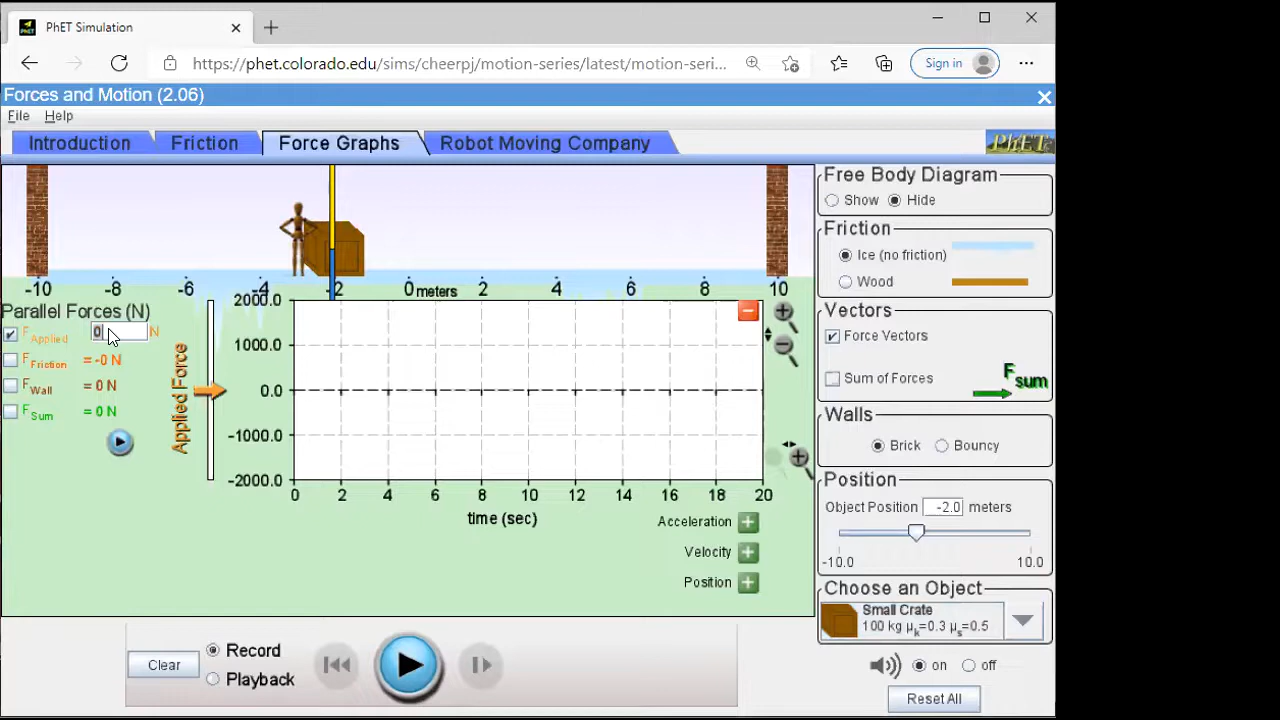 PhET Simulation
https://phet.colorado.edu/sims/cheerpj/motion-series/latest/motion-seri...
Sign in
Forces and Motion (2.06)
File Help
Introduction Friction Force Graphs Robot Moving Company
PhET
-10 -8 -6 -4 -2 0 meters 2 4 6 8 10
Parallel Forces (N)
F Applied 0 N
F Friction = -0 N
F Wall = 0 N
F Sum = 0 N
Applied Force
2000.0
1000.0
0.0
-1000.0
-2000.0
0 2 4 6 8 10 12 14 16 18 20
time (sec)
Acceleration
Velocity
Position
Clear
Record
Playback
Free Body Diagram
Show Hide
Friction
Ice (no friction)
Wood
Vectors
Force Vectors
Sum of Forces
F sum
Walls
Brick Bouncy
Position
Object Position -2.0 meters
-10.0 10.0
Choose an Object
Small Crate
100 kg μk=0.3 μs=0.5
on off
Reset All